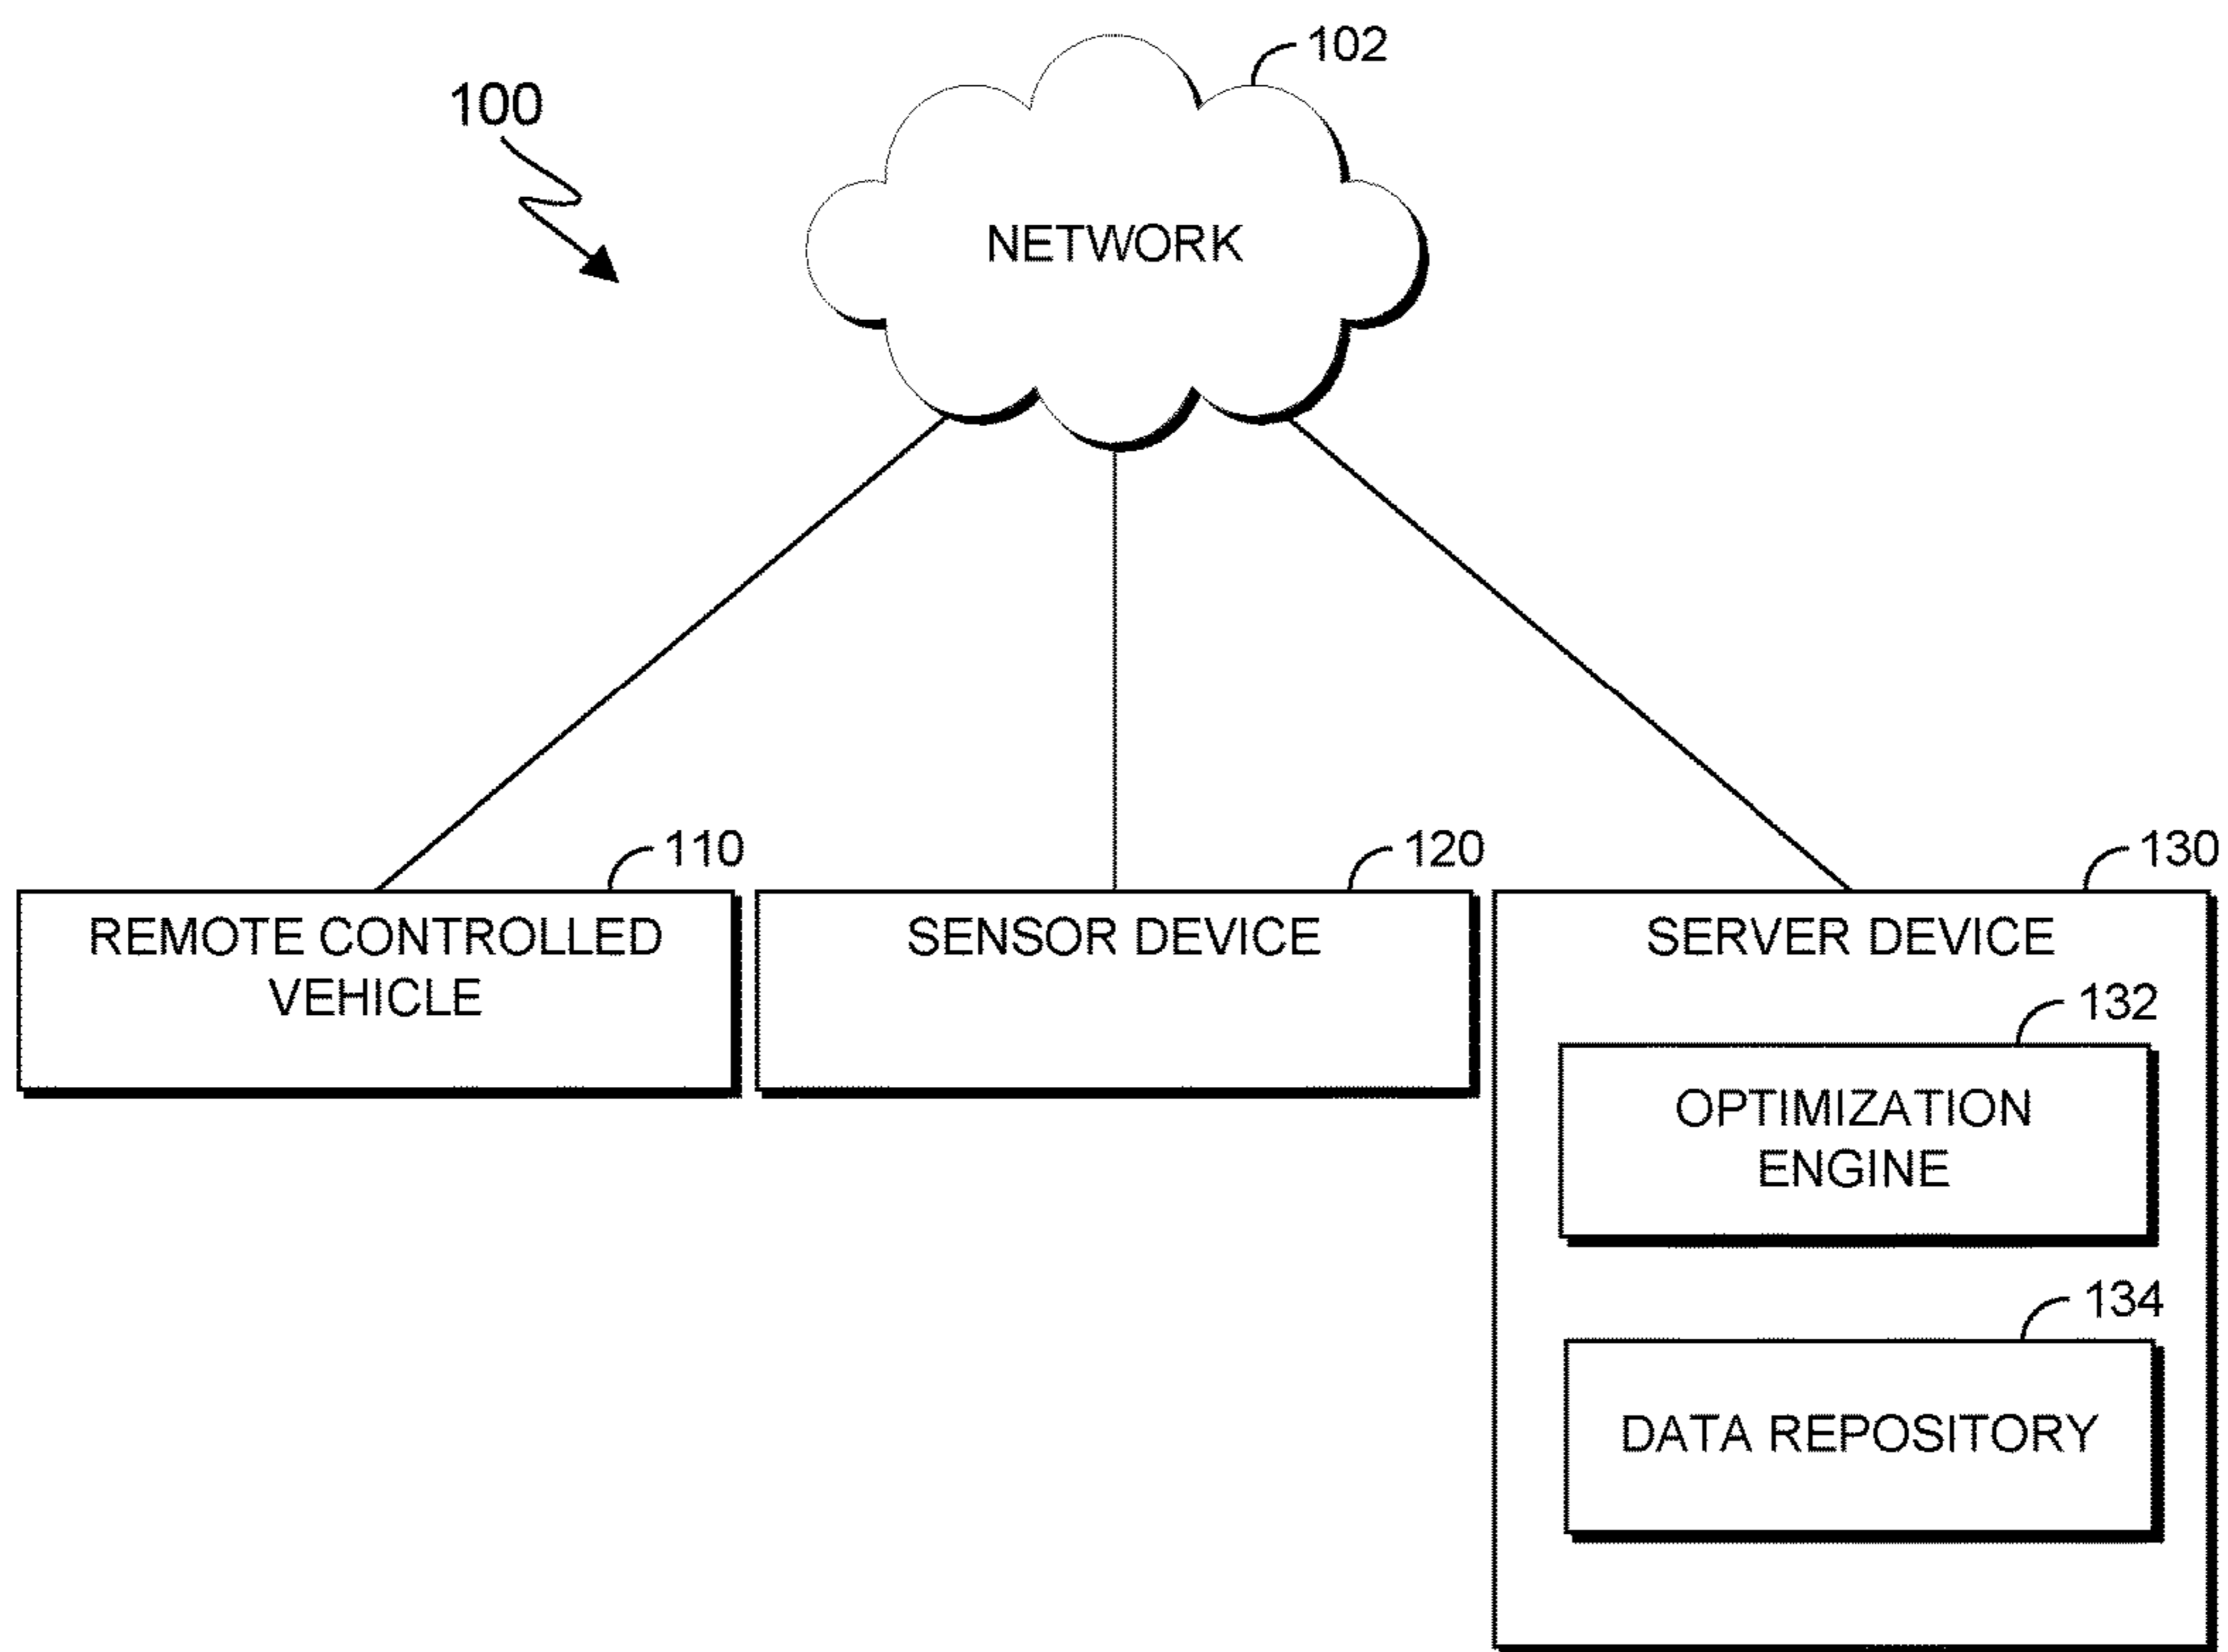 102
100
NETWORK
110
120
130
REMOTE CONTROLLED
VEHICLE
SENSOR DEVICE
SERVER DEVICE
132
OPTIMIZATION
ENGINE
134
DATA REPOSITORY